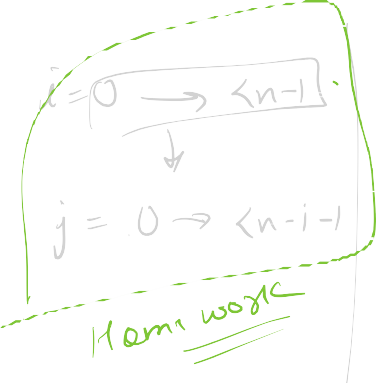 i = 0 → <n-1
j = 0 → <n-i-1
Home work